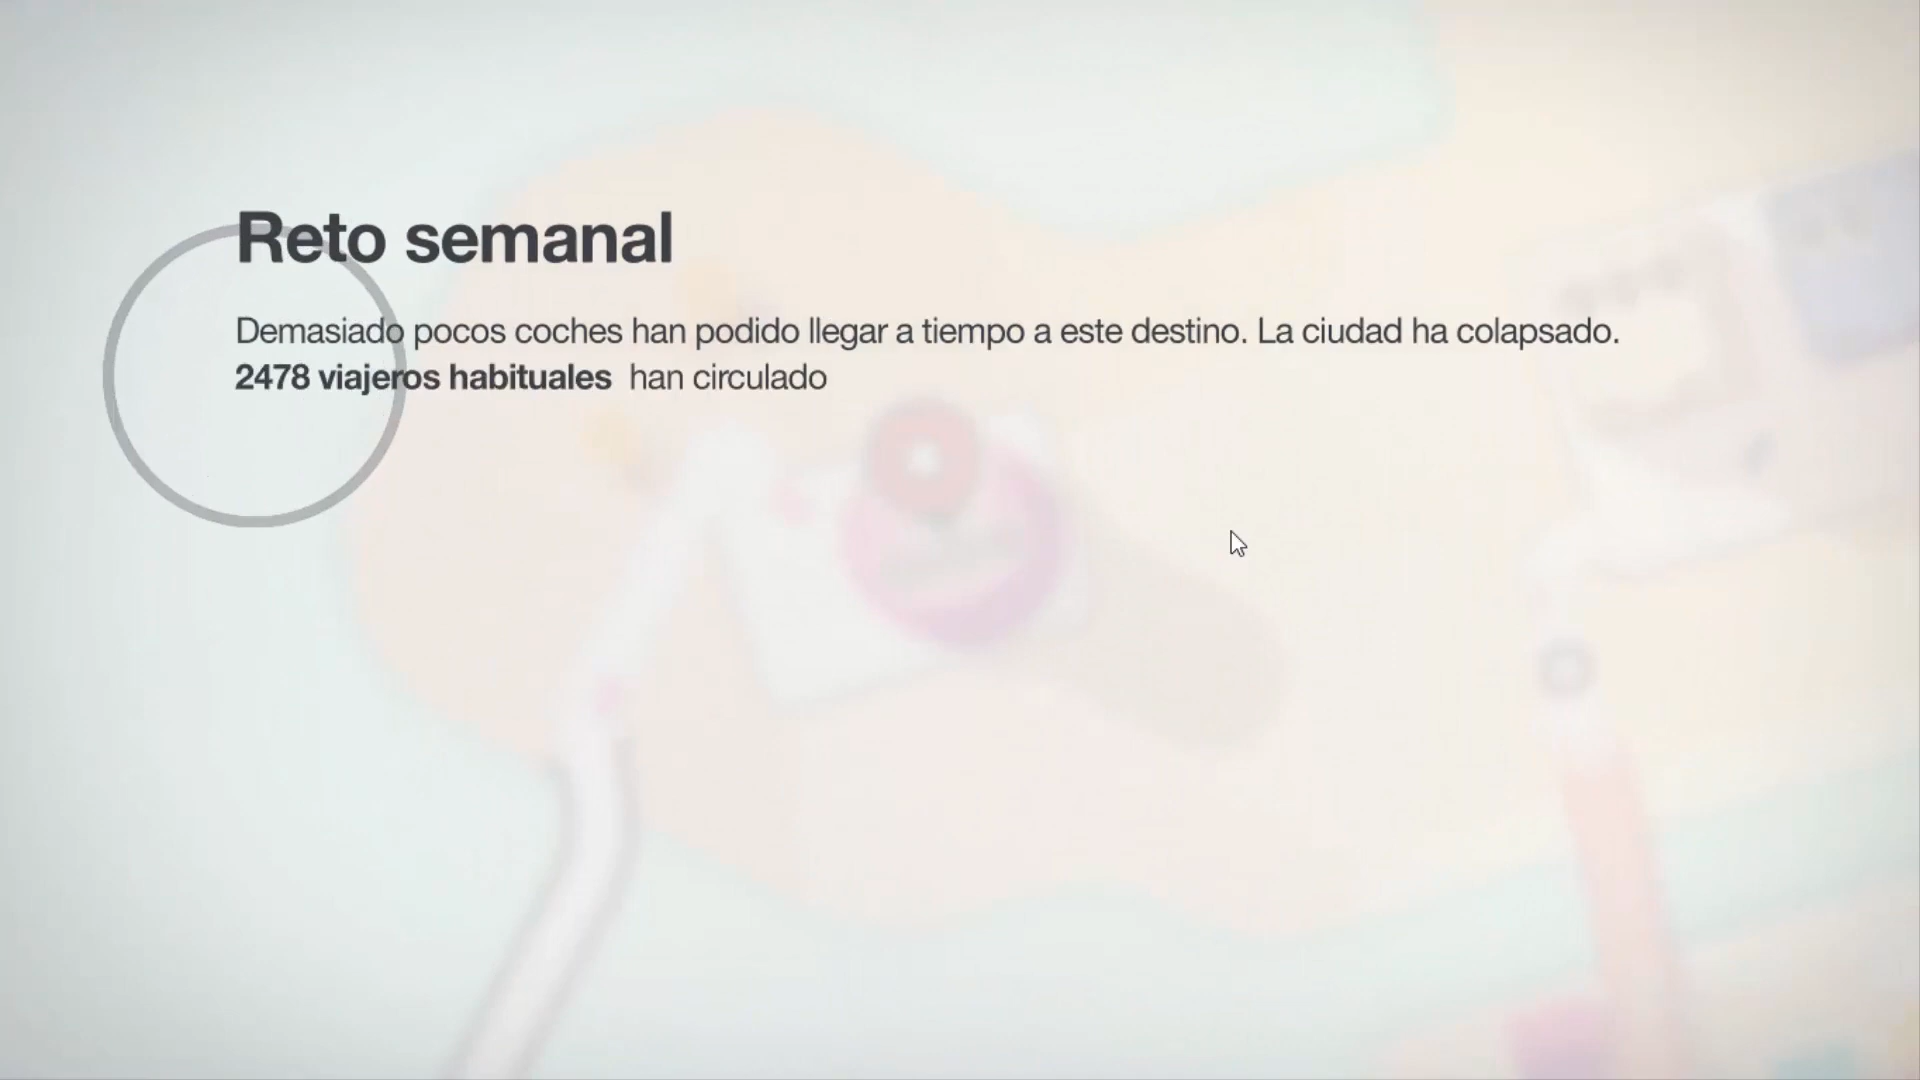 Reto semanal
Demasiado pocos coches han podido llegar a tiempo a este destino. La ciudad ha colapsado.
2478 viajeros habituales han circulado